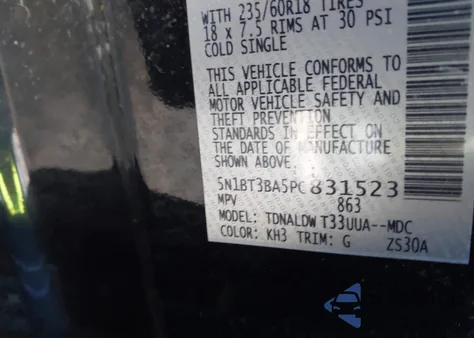 WITH 235/60R18 TIRES
18 x 7.5 RIMS AT 30 PSI
COLD SINGLE
THIS VEHICLE CONFORMS TO
ALL APPLICABLE FEDERAL
MOTOR VEHICLE SAFETY AND
THEFT PREVENTION
STANDARDS IN EFFECT ON
THE DATE OF MANUFACTURE
SHOWN ABOVE.
5N1BT3BA5PC831523
MPV 863
MODEL: TDNALDW T33UUA--MDC
COLOR: KH3 TRIM: G ZS30A